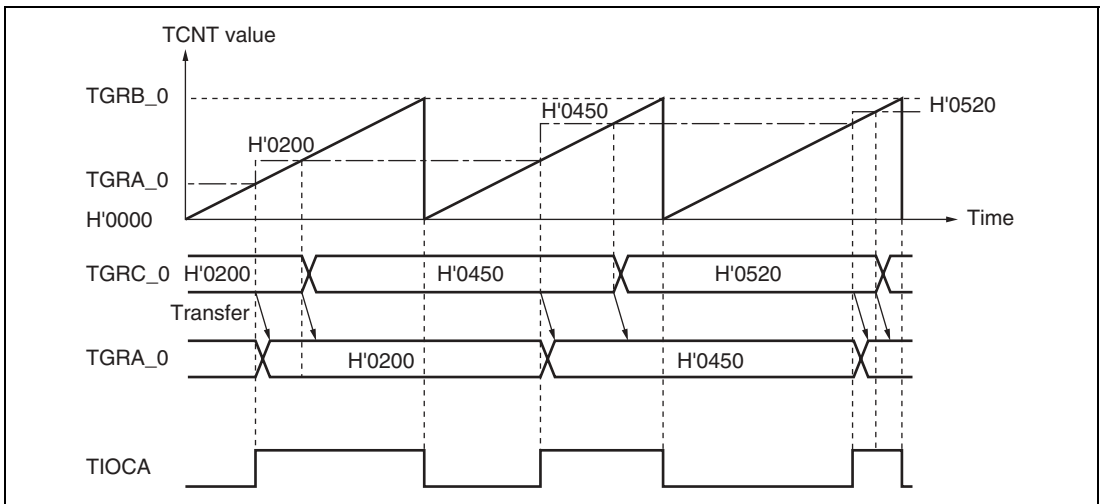 TCNT value
TGRB_0
H'0450
H'0520
H'0200
TGRA_0
H'0000
Time
TGRC_0 H'0200 H'0450 H'0520
Transfer
TGRA_0 H'0200 H'0450
TIOCA